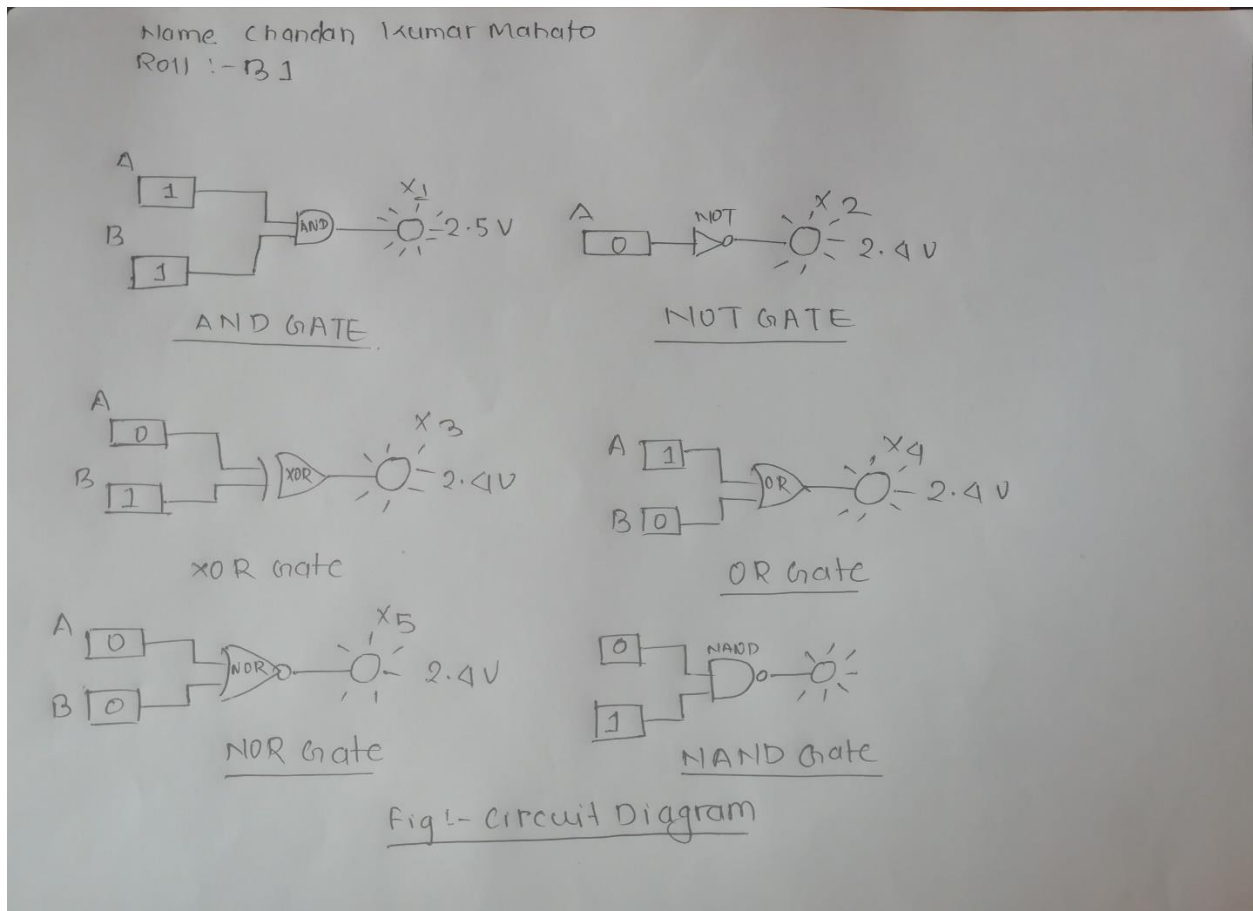 Name Chandan Kumar Mahato
Roll :- B1
A
1
X1
AND
2.5 V
B
1
AND GATE
A
0
NOT
X2
2.4 V
NOT GATE
A
0
X3
XOR
2.4V
B
1
XOR Gate
A
1
X4
OR
2.4 V
B
0
OR Gate
A
0
X5
NOR
2.4V
B
0
NOR Gate
0
NAND
1
NAND Gate
Fig :- Circuit Diagram